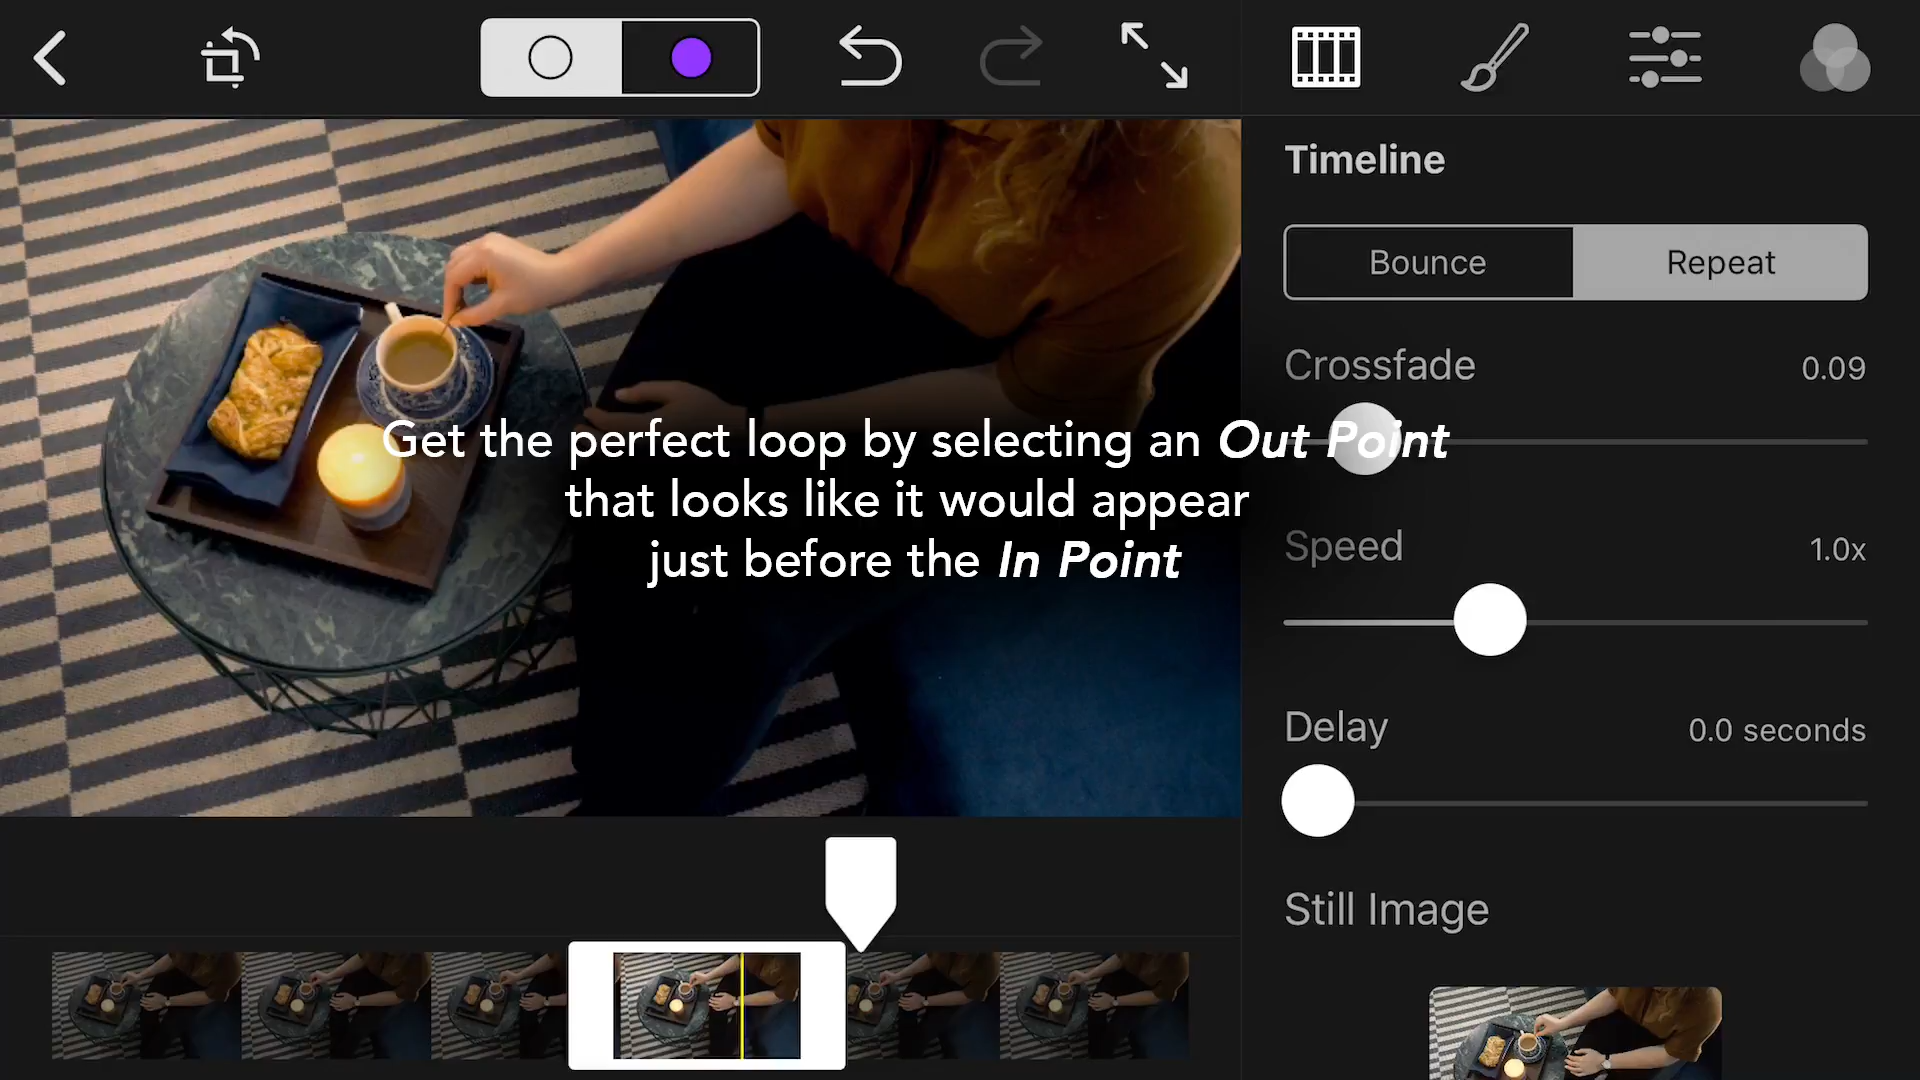 Timeline
Bounce
Repeat
Crossfade
0.09
Get the perfect loop by selecting an Out Point
that looks like it would appear
just before the In Point
Speed
1.0x
Delay
0.0 seconds
Still Image